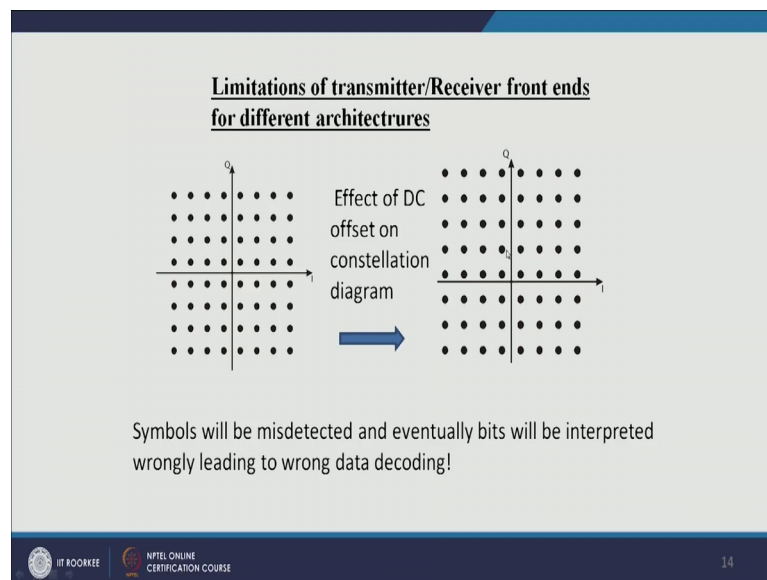 Limitations of transmitter/Receiver front ends
for different architectrures
Q
I
Effect of DC
offset on
constellation
diagram
Q
I
Symbols will be misdetected and eventually bits will be interpreted
wrongly leading to wrong data decoding!
IIT ROORKEE
NPTEL ONLINE
CERTIFICATION COURSE
14